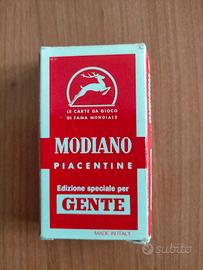 LE CARTE DA GIOCO
DI FAMA MONDIALE
MODIANO
PIACENTINE
Edizione speciale per
GENTE
MADE IN ITALY
subito